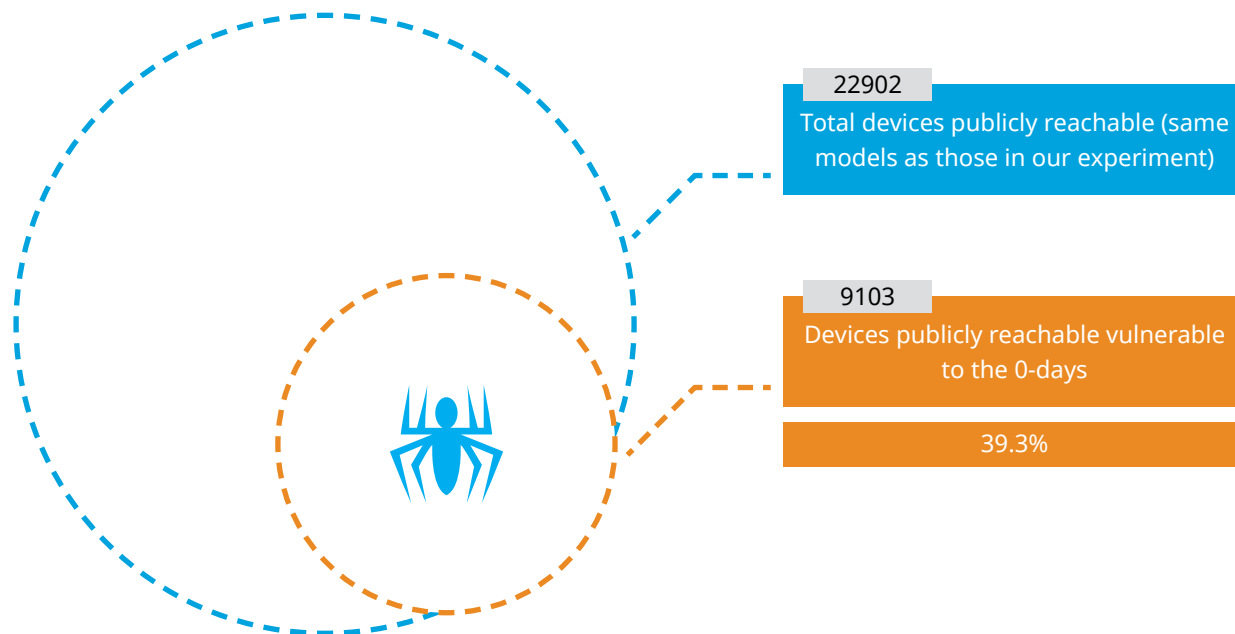 22902
Total devices publicly reachable (same
models as those in our experiment)
9103
Devices publicly reachable vulnerable
to the 0-days
39.3%